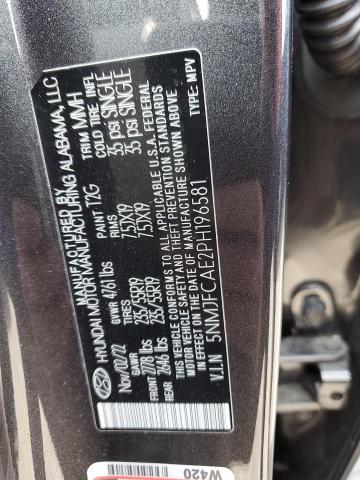 MANUFACTURED BY
HYUNDAI MOTOR MANUFACTURING ALABAMA, LLC
Nov/02/22 PAINT T2G TRIM MMH
GAWR GVWR 4761 lbs TIRES RIMS COLD TIRE INFL
FRONT 2778 lbs 235/55R19 7.5JX19 35 PSI SINGLE
REAR 2646 lbs 235/55R19 7.5JX19 35 PSI SINGLE
THIS VEHICLE CONFORMS TO ALL APPLICABLE U.S.A. FEDERAL
MOTOR VEHICLE SAFETY AND THEFT PREVENTION STANDARDS
IN EFFECT ON THE DATE OF MANUFACTURE SHOWN ABOVE.
V.I.N 5NMJFCAE2PH196581 TYPE: MPV
W420